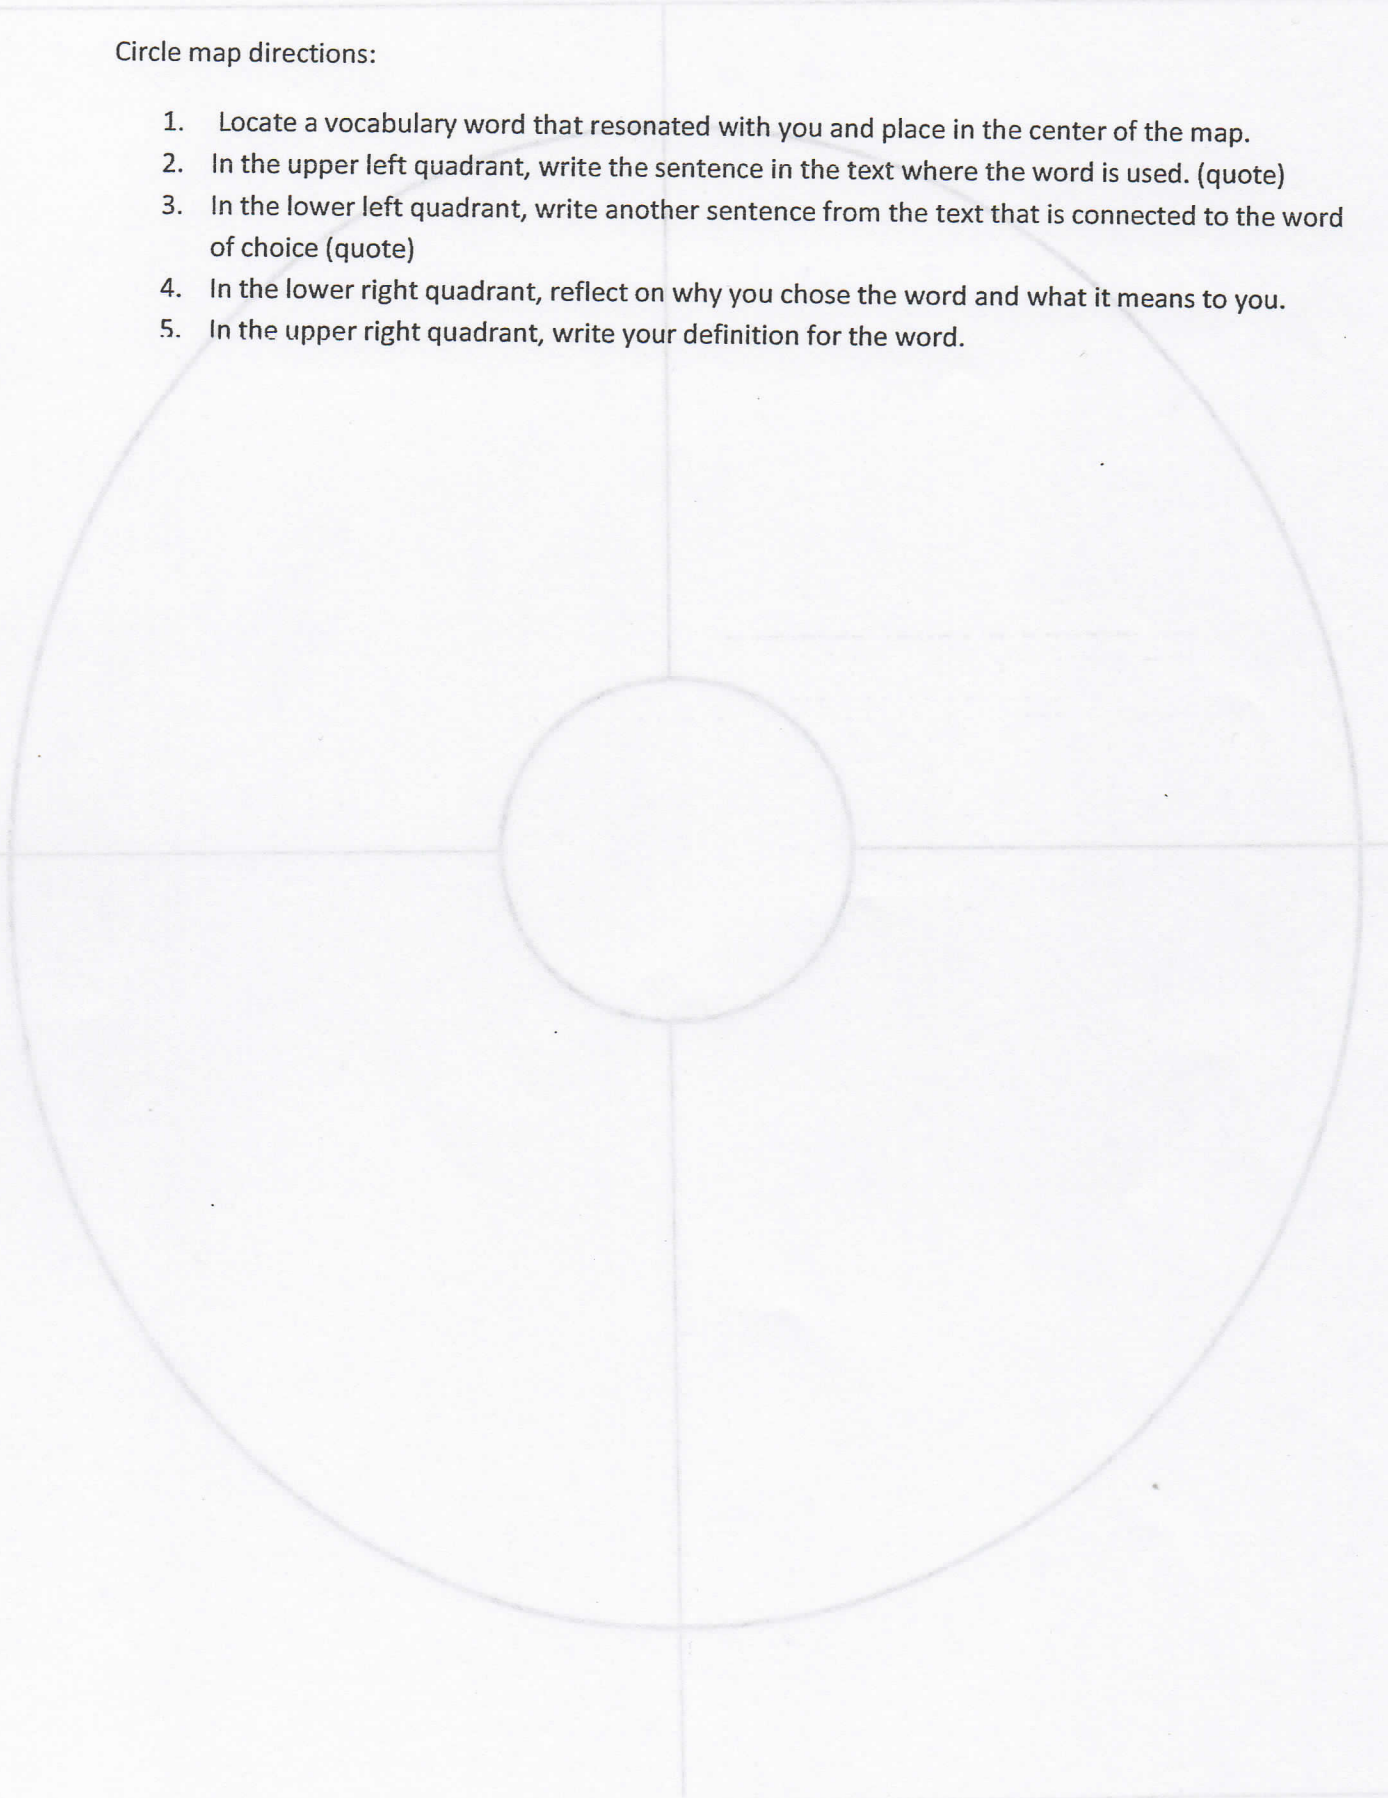 Circle map directions:
1. Locate a vocabulary word that resonated with you and place in the center of the map.
2. In the upper left quadrant, write the sentence in the text where the word is used. (quote)
3. In the lower left quadrant, write another sentence from the text that is connected to the word
of choice (quote)
4. In the lower right quadrant, reflect on why you chose the word and what it means to you.
5. In the upper right quadrant, write your definition for the word.